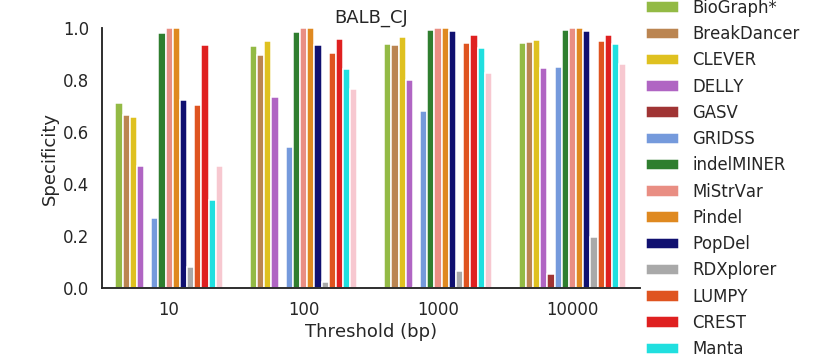 BALB_CJ
Specificity
1.0
0.8
0.6
0.4
0.2
0.0
10
100
1000
10000
Threshold (bp)
BioGraph*
BreakDancer
CLEVER
DELLY
GASV
GRIDSS
indelMINER
MiStrVar
Pindel
PopDel
RDXplorer
LUMPY
CREST
Manta